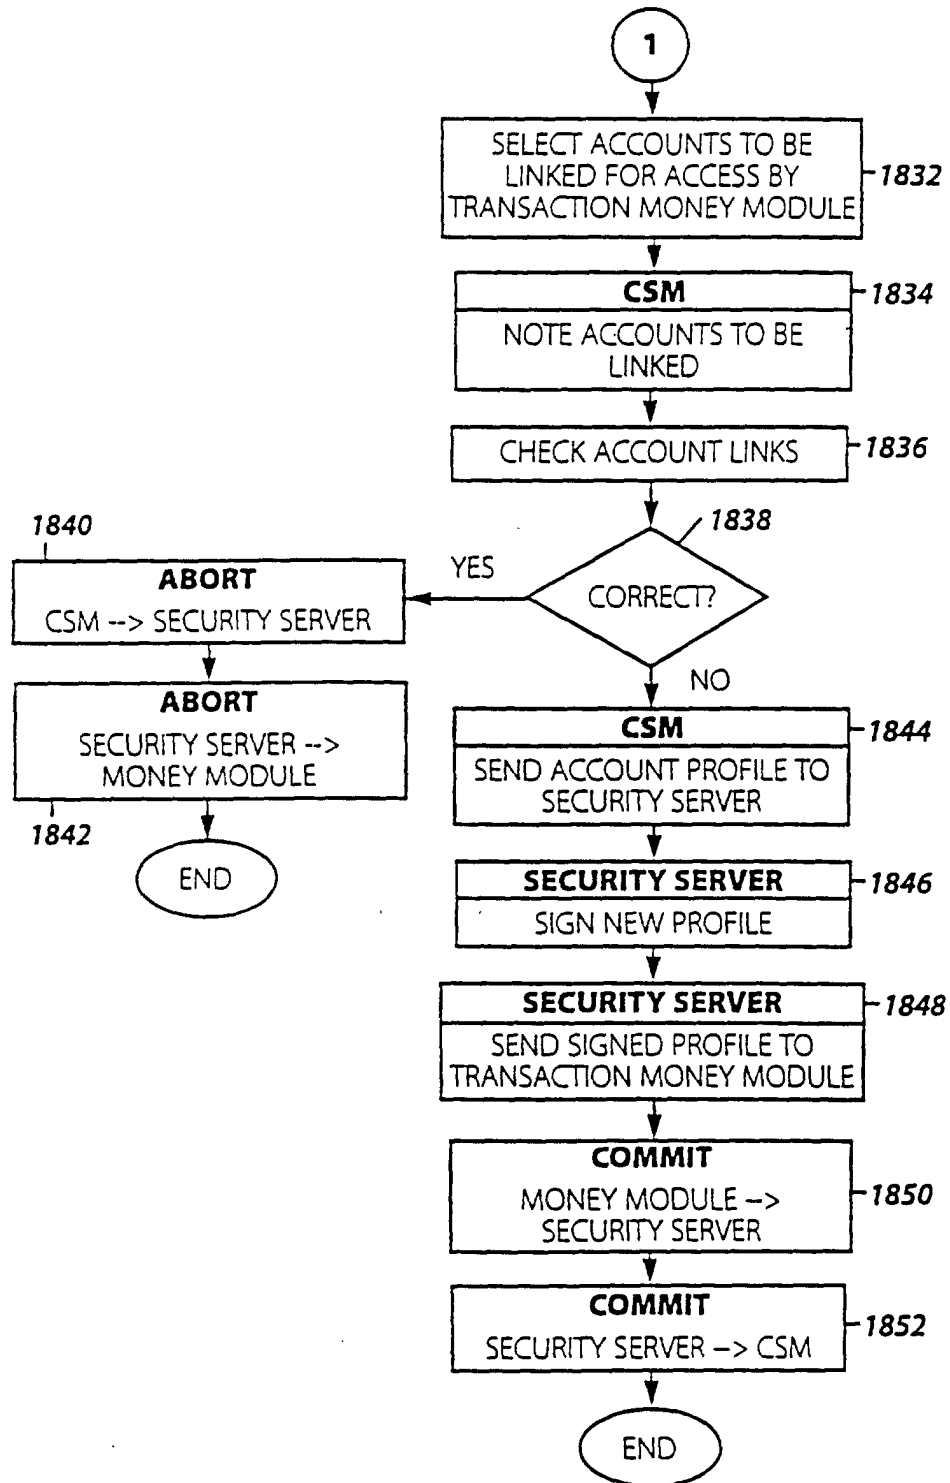 1
SELECT ACCOUNTS TO BE
LINKED FOR ACCESS BY
TRANSACTION MONEY MODULE
1832
CSM
1834
NOTE ACCOUNTS TO BE
LINKED
CHECK ACCOUNT LINKS
1836
1838
CORRECT?
YES
1840
ABORT
CSM --> SECURITY SERVER
ABORT
SECURITY SERVER -->
MONEY MODULE
1842
END
NO
CSM
1844
SEND ACCOUNT PROFILE TO
SECURITY SERVER
SECURITY SERVER
1846
SIGN NEW PROFILE
SECURITY SERVER
1848
SEND SIGNED PROFILE TO
TRANSACTION MONEY MODULE
COMMIT
MONEY MODULE -->
SECURITY SERVER
1850
COMMIT
SECURITY SERVER --> CSM
1852
END